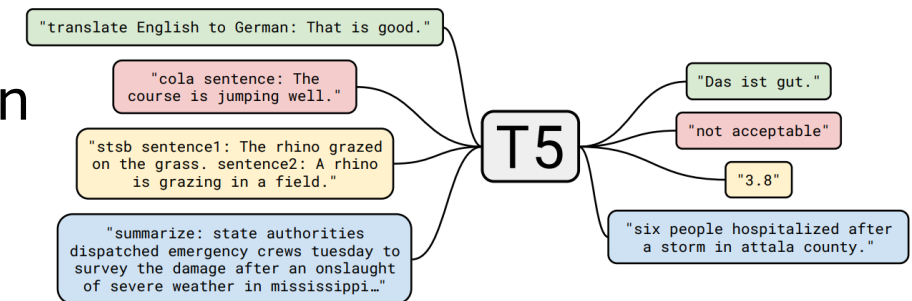 "translate English to German: That is good."
"cola sentence: The
course is jumping well."
"stsb sentence1: The rhino grazed
on the grass. sentence2: A rhino
is grazing in a field."
"summarize: state authorities
dispatched emergency crews tuesday to
survey the damage after an onslaught
of severe weather in mississippi…"
n
T5
"Das ist gut."
"not acceptable"
"3.8"
"six people hospitalized after
a storm in attala county."